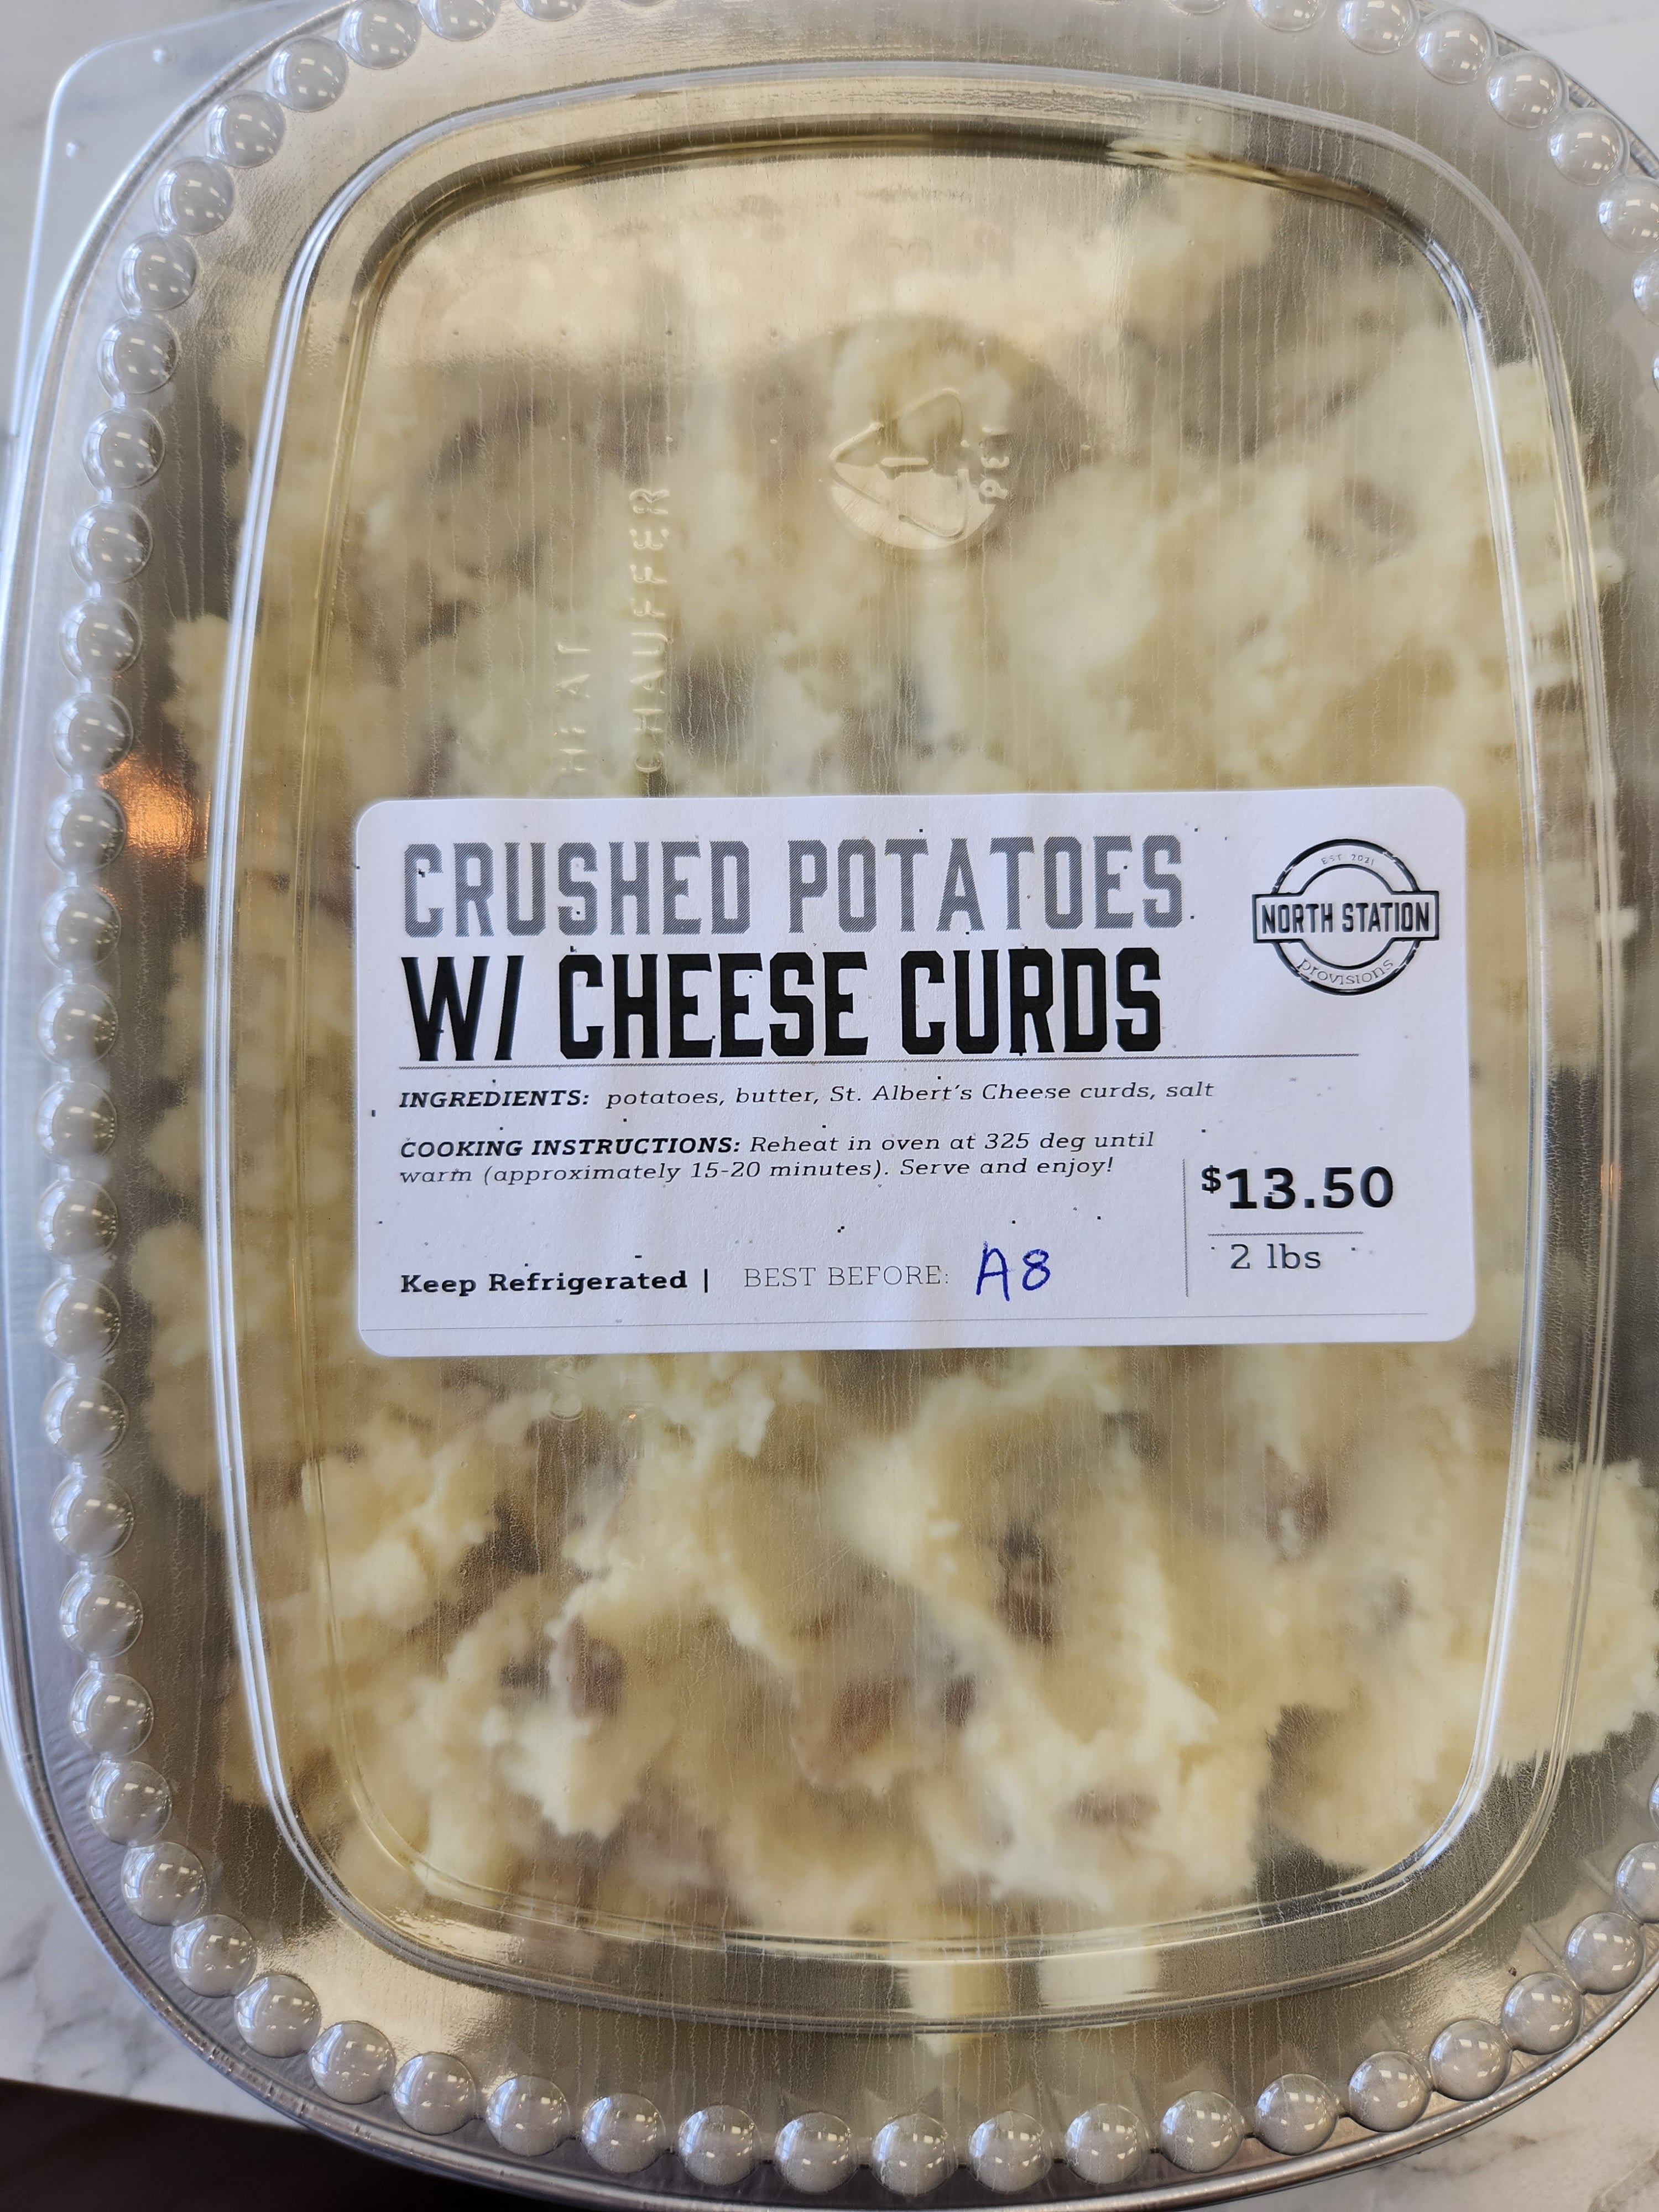 PET
1
CHAUFFER
CRUSHED POTATOES
W/ CHEESE CURDS
EST 2021
NORTH STATION
provisions
INGREDIENTS: potatoes, butter, St. Albert's Cheese curds, salt
COOKING INSTRUCTIONS: Reheat in oven at 325 deg until
warm (approximately 15-20 minutes). Serve and enjoy!
$13.50
2 lbs
Keep Refrigerated | BEST BEFORE: A8